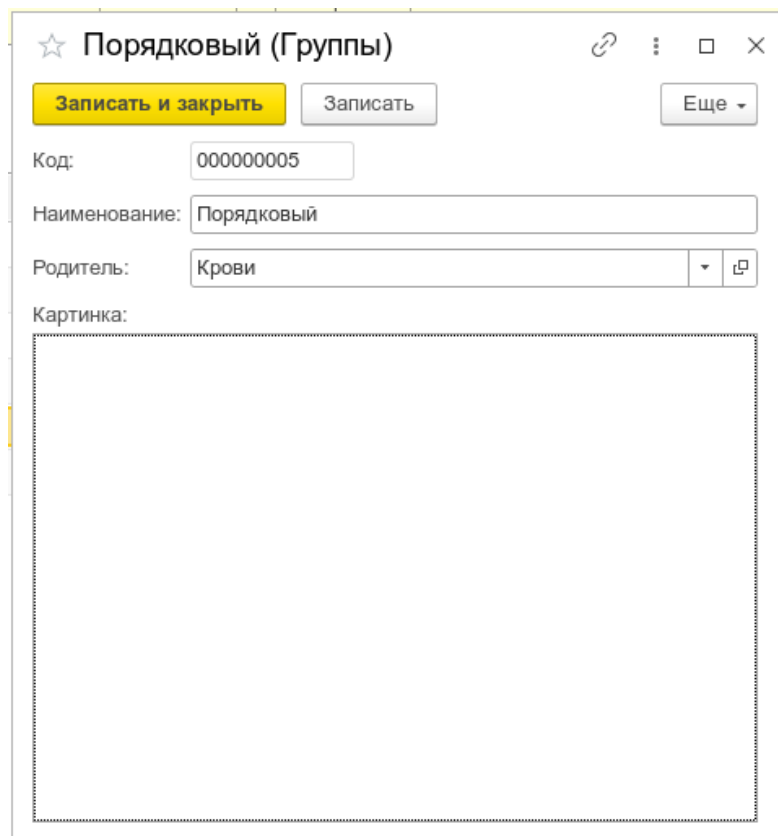 Порядковый (Группы)
Записать и закрыть Записать Еще
Код: 000000005
Наименование: Порядковый
Родитель: Крови
Картинка: